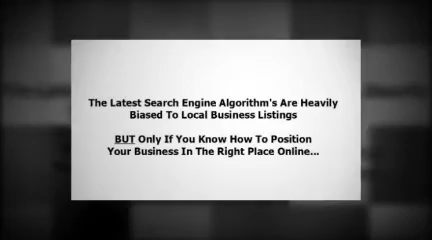 The Latest Search Engine Algorithm's Are Heavily
Biased To Local Business Listings
BUT Only If You Know How To Position
Your Business In The Right Place Online...